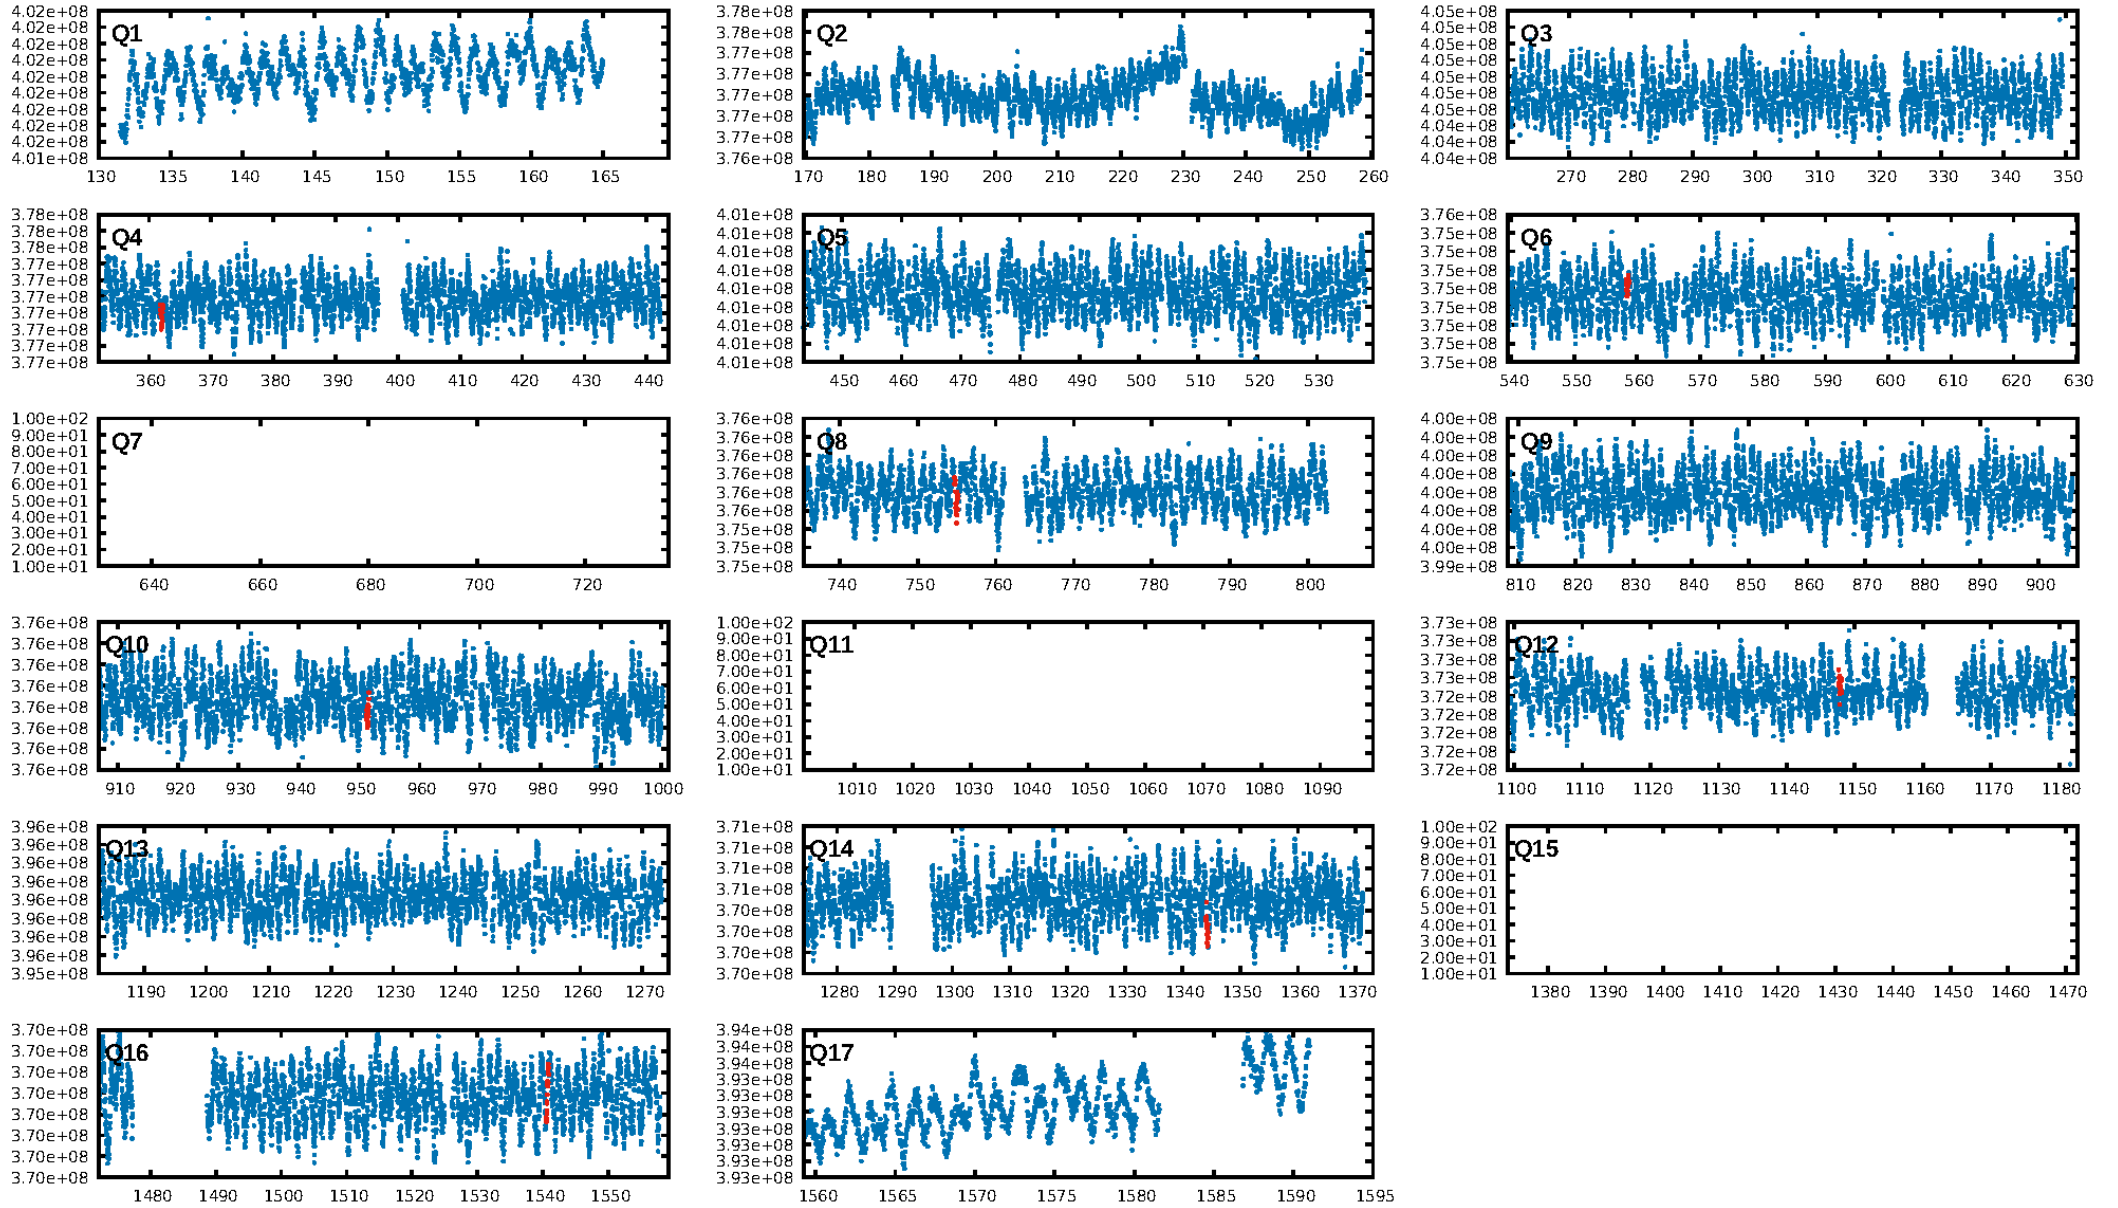 Q1
4.02e+08
4.02e+08
4.02e+08
4.02e+08
4.02e+08
4.02e+08
4.02e+08
4.02e+08
4.02e+08
4.01e+08
130 135 140 145 150 155 160 165
Q2
3.78e+08
3.78e+08
3.77e+08
3.77e+08
3.77e+08
3.77e+08
3.77e+08
3.76e+08
170 180 190 200 210 220 230 240 250 260
Q3
4.05e+08
4.05e+08
4.05e+08
4.05e+08
4.05e+08
4.05e+08
4.05e+08
4.04e+08
4.04e+08
4.04e+08
270 280 290 300 310 320 330 340 350
Q4
3.78e+08
3.78e+08
3.78e+08
3.77e+08
3.77e+08
3.77e+08
3.77e+08
3.77e+08
3.77e+08
3.77e+08
360 370 380 390 400 410 420 430 440
Q5
4.01e+08
4.01e+08
4.01e+08
4.01e+08
4.01e+08
4.01e+08
4.01e+08
4.01e+08
4.01e+08
450 460 470 480 490 500 510 520 530
Q6
3.76e+08
3.75e+08
3.75e+08
3.75e+08
3.75e+08
3.75e+08
3.75e+08
3.75e+08
3.75e+08
540 550 560 570 580 590 600 610 620 630
Q7
1.00e+02
9.00e+01
8.00e+01
7.00e+01
6.00e+01
5.00e+01
4.00e+01
3.00e+01
2.00e+01
1.00e+01
640 660 680 700 720
Q8
3.76e+08
3.76e+08
3.76e+08
3.76e+08
3.76e+08
3.76e+08
3.75e+08
3.75e+08
3.75e+08
740 750 760 770 780 790 800
Q9
4.00e+08
4.00e+08
4.00e+08
4.00e+08
4.00e+08
4.00e+08
4.00e+08
4.00e+08
3.99e+08
810 820 830 840 850 860 870 880 890 900
Q10
3.76e+08
3.76e+08
3.76e+08
3.76e+08
3.76e+08
3.76e+08
3.76e+08
3.76e+08
910 920 930 940 950 960 970 980 990 1000
Q11
1.00e+02
9.00e+01
8.00e+01
7.00e+01
6.00e+01
5.00e+01
4.00e+01
3.00e+01
2.00e+01
1.00e+01
1010 1020 1030 1040 1050 1060 1070 1080 1090
Q12
3.73e+08
3.73e+08
3.73e+08
3.73e+08
3.72e+08
3.72e+08
3.72e+08
3.72e+08
3.72e+08
1100 1110 1120 1130 1140 1150 1160 1170 1180
Q13
3.96e+08
3.96e+08
3.96e+08
3.96e+08
3.96e+08
3.96e+08
3.96e+08
3.96e+08
3.95e+08
1190 1200 1210 1220 1230 1240 1250 1260 1270
Q14
3.71e+08
3.71e+08
3.71e+08
3.71e+08
3.70e+08
3.70e+08
3.70e+08
3.70e+08
1280 1290 1300 1310 1320 1330 1340 1350 1360 1370
Q15
1.00e+02
9.00e+01
8.00e+01
7.00e+01
6.00e+01
5.00e+01
4.00e+01
3.00e+01
2.00e+01
1.00e+01
1380 1390 1400 1410 1420 1430 1440 1450 1460 1470
Q16
3.70e+08
3.70e+08
3.70e+08
3.70e+08
3.70e+08
3.70e+08
3.70e+08
3.70e+08
1480 1490 1500 1510 1520 1530 1540 1550
Q17
3.94e+08
3.94e+08
3.94e+08
3.93e+08
3.93e+08
3.93e+08
3.93e+08
3.93e+08
3.93e+08
3.93e+08
1560 1565 1570 1575 1580 1585 1590 1595